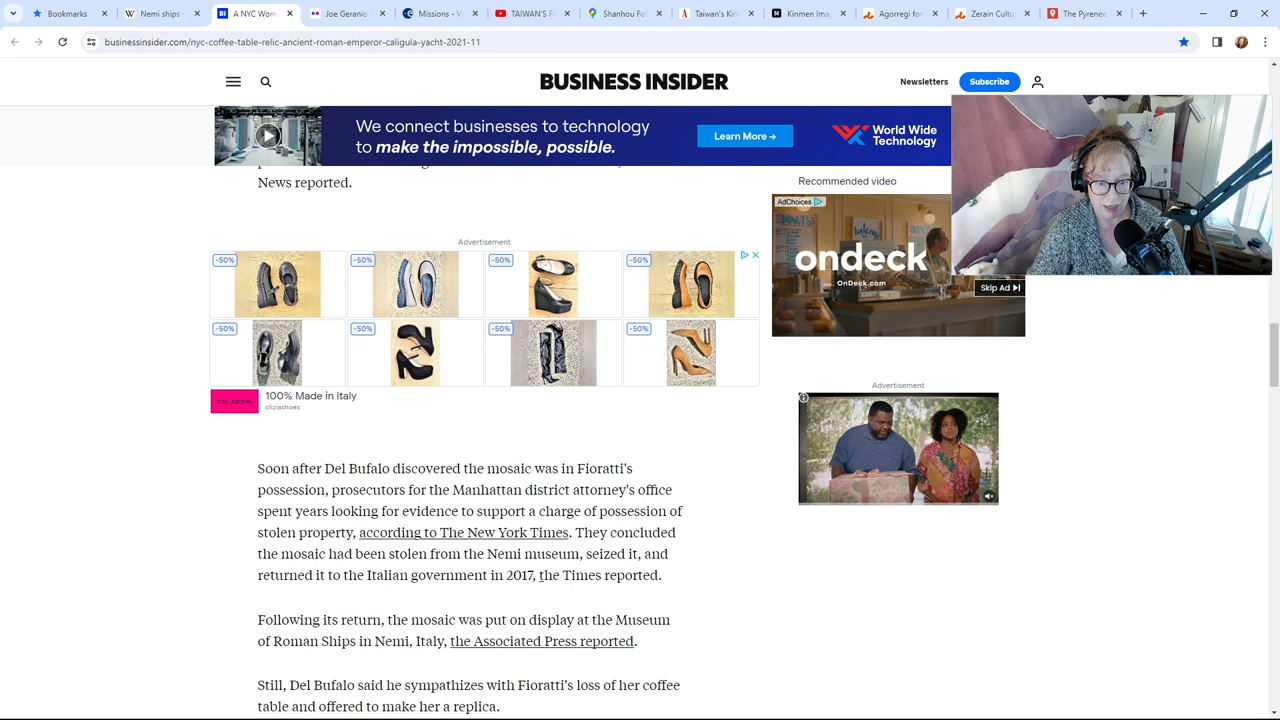 Bookmarks
Nemi ships -
A NYC Wom
Joe Geranio
Missions - V
TAIWAN'S F
Shanhou Fo
Taiwan's Kin
Kinmen Ima
Agorregi for
Zerain Cultu
The Pyrenee
businessinsider.com/nyc-coffee-table-relic-ancient-roman-emperor-caligula-yacht-2021-11
BUSINESS INSIDER
Newsletters
Subscribe
We connect businesses to technology
to make the impossible, possible.
Learn More →
World Wide
Technology
News reported.
Recommended video
AdChoices
ondeck
OnDeck.com
Skip Ad
Advertisement
-50%
-50%
-50%
-50%
-50%
-50%
-50%
-50%
100% Made in Italy
cliziashoes
Advertisement
Soon after Del Bufalo discovered the mosaic was in Fioratti's
possession, prosecutors for the Manhattan district attorney's office
spent years looking for evidence to support a charge of possession of
stolen property, according to The New York Times. They concluded
the mosaic had been stolen from the Nemi museum, seized it, and
returned it to the Italian government in 2017, the Times reported.
Following its return, the mosaic was put on display at the Museum
of Roman Ships in Nemi, Italy, the Associated Press reported.
Still, Del Bufalo said he sympathizes with Fioratti's loss of her coffee
table and offered to make her a replica.